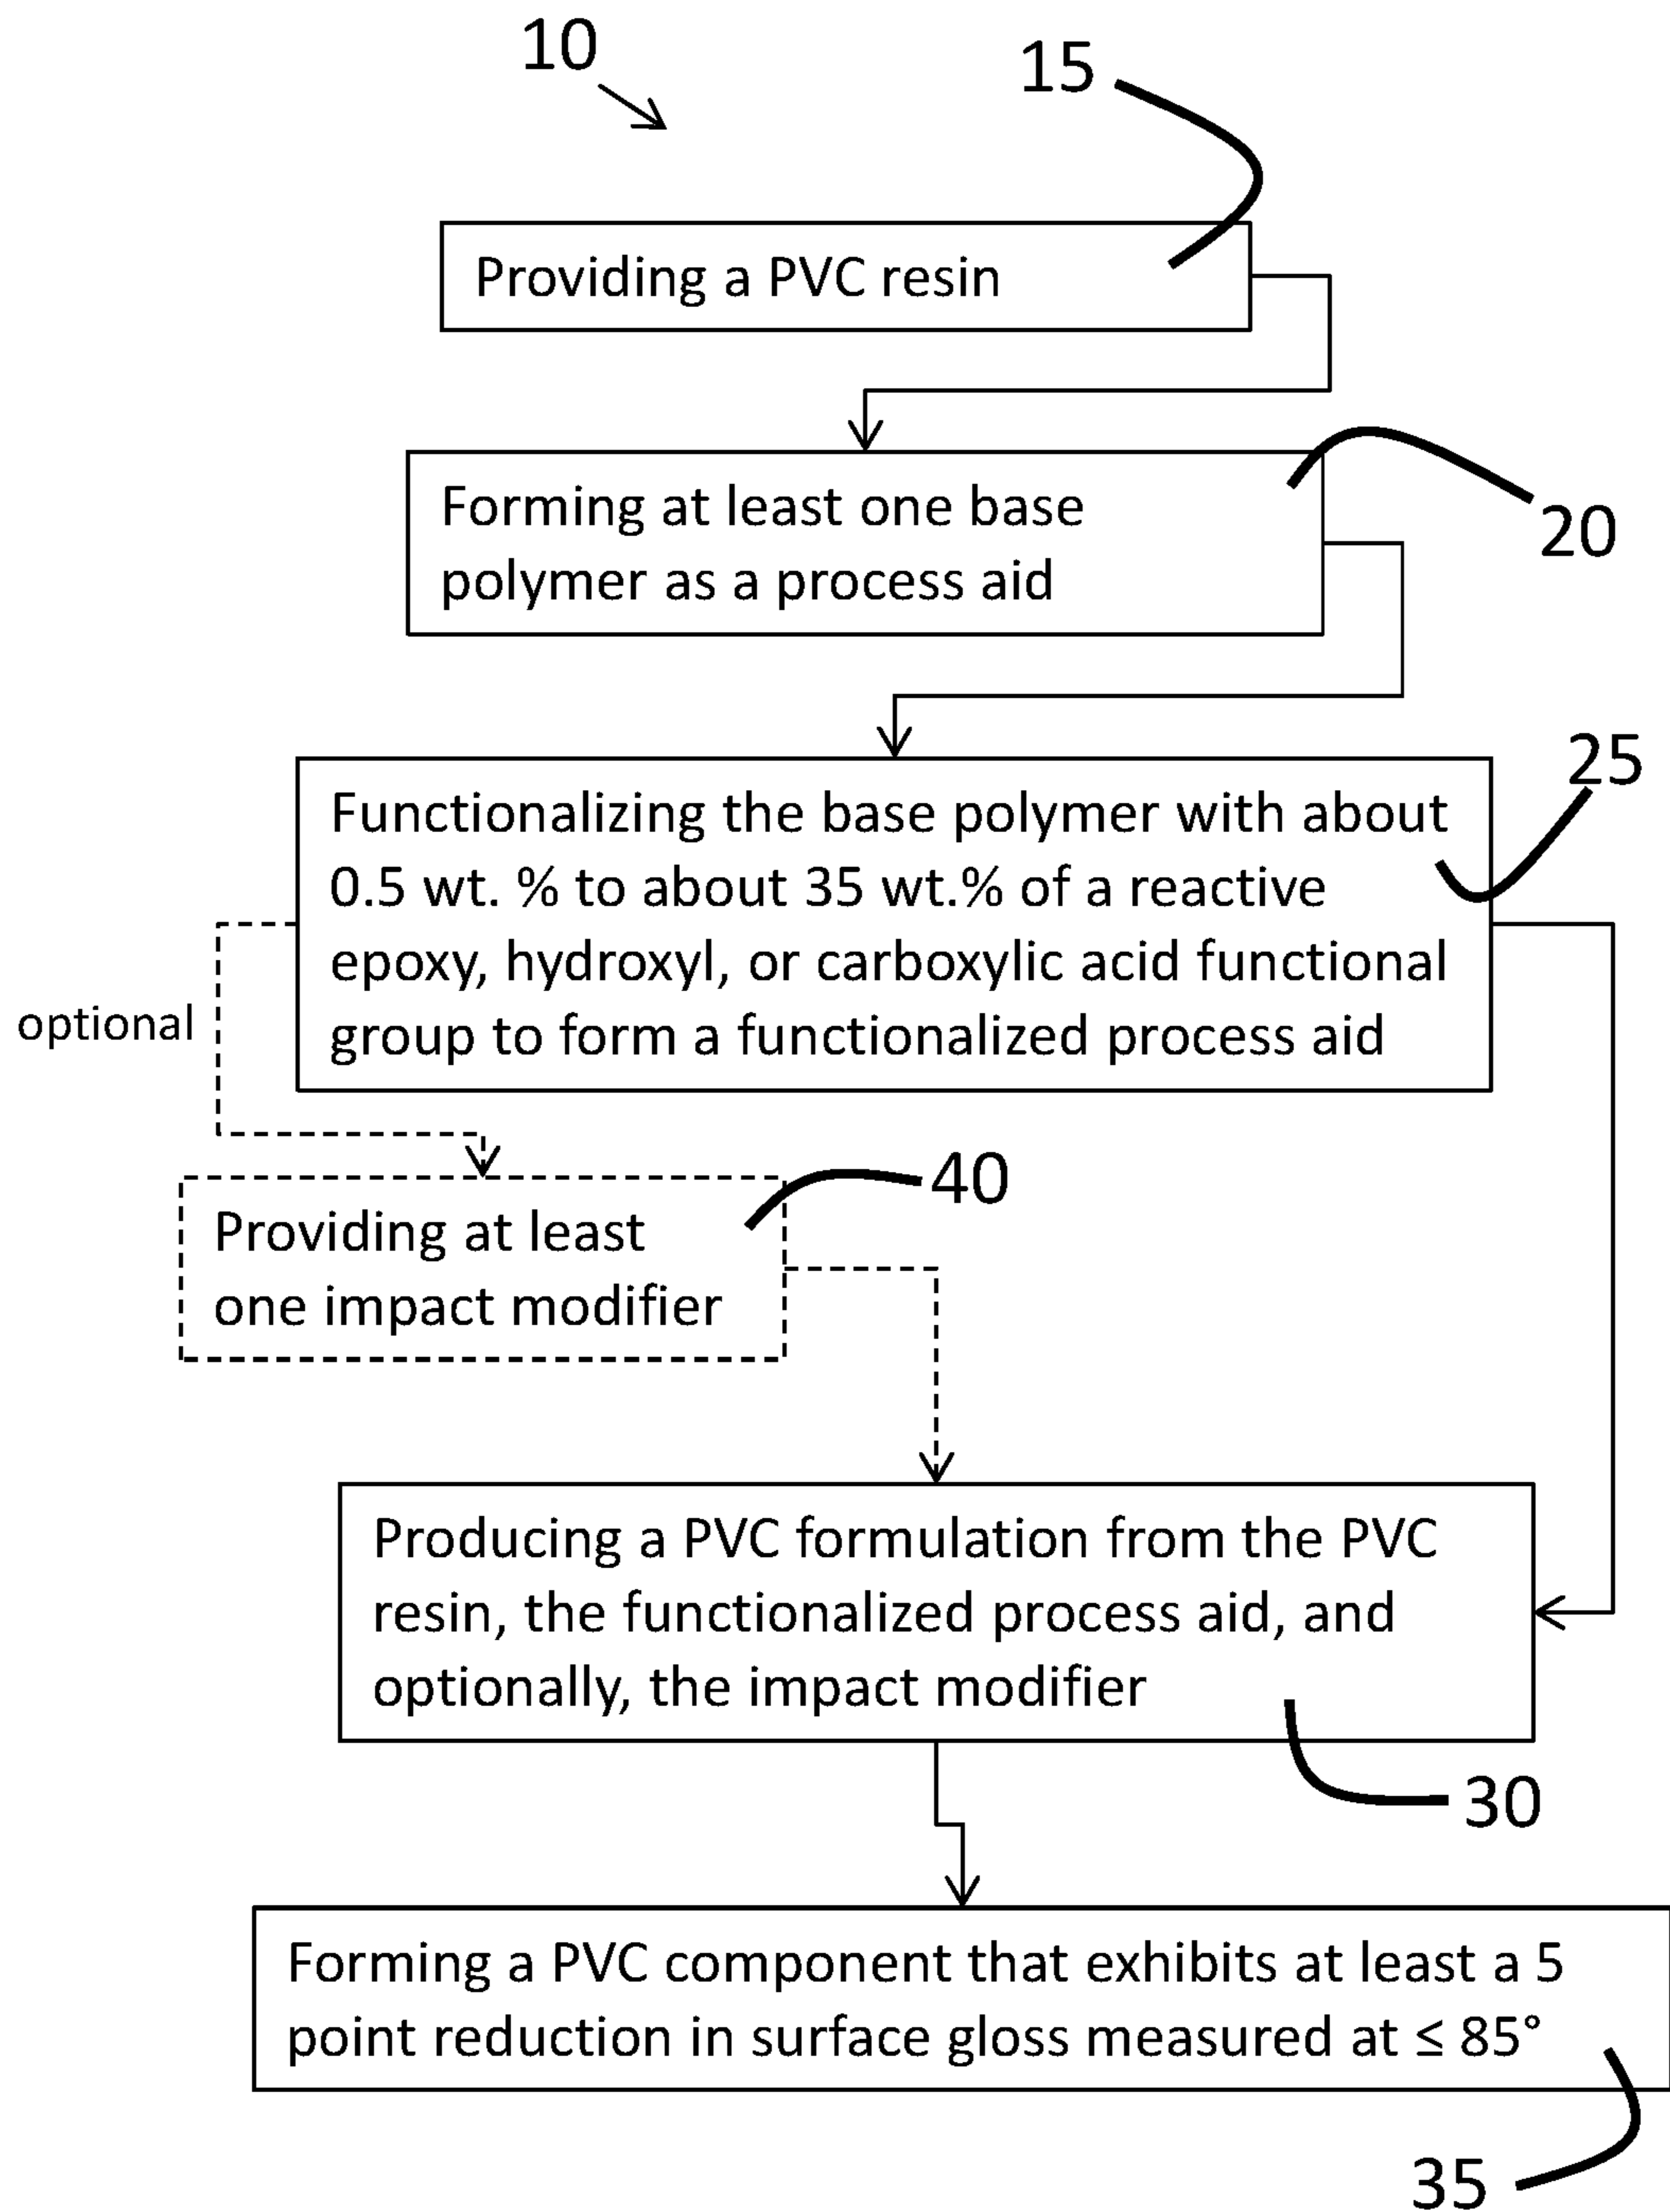 10
15
Providing a PVC resin
Forming at least one base
polymer as a process aid
20
25
Functionalizing the base polymer with about
0.5 wt. % to about 35 wt.% of a reactive
epoxy, hydroxyl, or carboxylic acid functional
group to form a functionalized process aid
optional
40
Providing at least
one impact modifier
Producing a PVC formulation from the PVC
resin, the functionalized process aid, and
optionally, the impact modifier
30
Forming a PVC component that exhibits at least a 5
point reduction in surface gloss measured at ≤ 85°
35